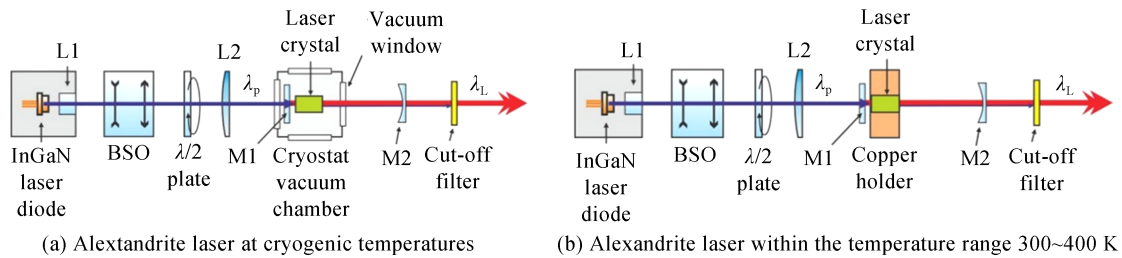 L1
L2
Laser
crystal
Vacuum
window
λp
λL
InGaN
laser
diode
BSO
λ/2
plate
M1
Cryostat
vacuum
chamber
M2
Cut-off
filter
(a) Alextandrite laser at cryogenic temperatures
L1
L2
Laser
crystal
λp
λL
InGaN
laser
diode
BSO
λ/2
plate
M1
Copper
holder
M2
Cut-off
filter
(b) Alexandrite laser within the temperature range 300~400 K